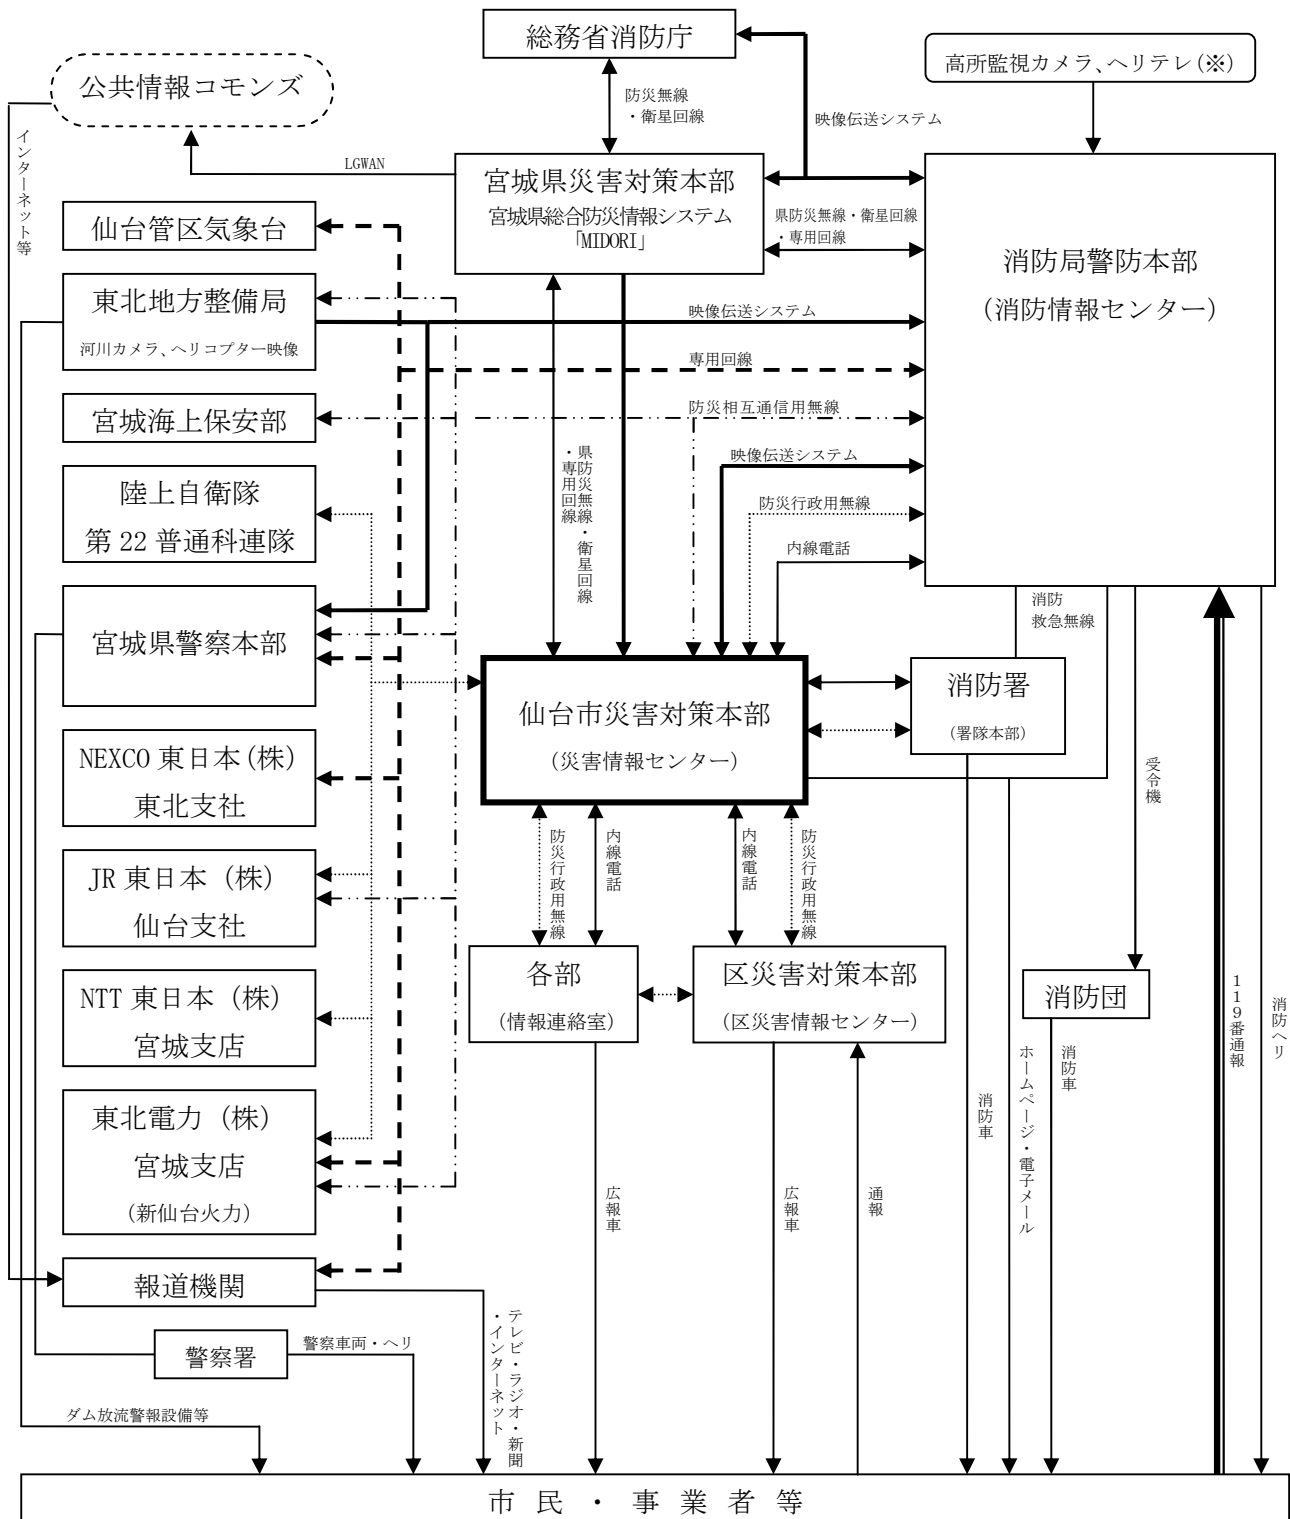 総務省消防庁
高所監視カメラ、ヘリテレ(※)
公共情報コモンズ
防災無線
・衛星回線
映像伝送システム
インターネット等
LGWAN
宮城県災害対策本部
宮城県総合防災情報システム
「MIDORI」
県防災無線・衛星回線
・専用回線
消防局警防本部
(消防情報センター)
仙台管区気象台
東北地方整備局
河川カメラ、ヘリコプター映像
映像伝送システム
専用回線
宮城海上保安部
防災相互通信用無線
陸上自衛隊
第 22 普通科連隊
県防災無線・衛星回線
・専用回線
映像伝送システム
防災行政用無線
内線電話
宮城県警察本部
消防
救急無線
仙台市災害対策本部
(災害情報センター)
消防署
(署隊本部)
NEXCO 東日本(株)
東北支社
受令機
JR 東日本 (株)
仙台支社
防災行政用無線
内線電話
内線電話
防災行政用無線
各部
(情報連絡室)
区災害対策本部
(区災害情報センター)
消防団
NTT 東日本 (株)
宮城支店
119番通報
消防ヘリ
東北電力 (株)
宮城支店
(新仙台火力)
広報車
広報車
通報
消防車
ホームページ・電子メール
消防車
報道機関
テレビ・ラジオ・新聞
・インターネット
警察署
警察車両・ヘリ
ダム放流警報設備等
市民・事業者等